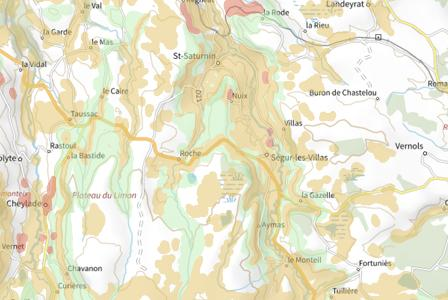 le Val
la Rode
Landeyrat
la Rieu
la Garde
le Mas
St-Saturnin
la Vidal
le Caire
Nuix
Buron de Chastelou
Taussac
Villas
Rastoul
la Bastide
Roche
Ségur-les-Villas
Vernols
Plateau du Limon
la Gazelle
Cheylade
Aymas
Vernet
Chavanon
le Monteil
Fortuniès
Curières
Tuilière